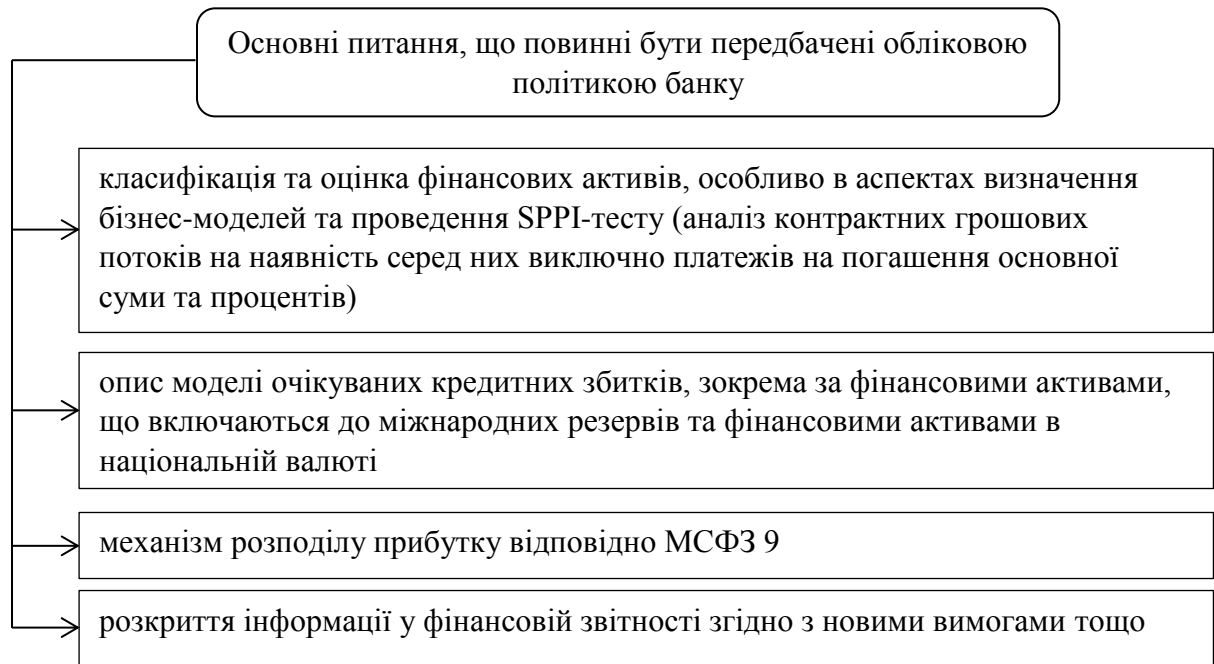 Основні питання, що повинні бути передбачені обліковою
політикою банку
класифікація та оцінка фінансових активів, особливо в аспектах визначення
бізнес-моделей та проведення SPPI-тесту (аналіз контрактних грошових
потоків на наявність серед них виключно платежів на погашення основної
суми та процентів)
опис моделі очікуваних кредитних збитків, зокрема за фінансовими активами,
що включаються до міжнародних резервів та фінансовими активами в
національній валюті
механізм розподілу прибутку відповідно МСФЗ 9
розкриття інформації у фінансовій звітності згідно з новими вимогами тощо